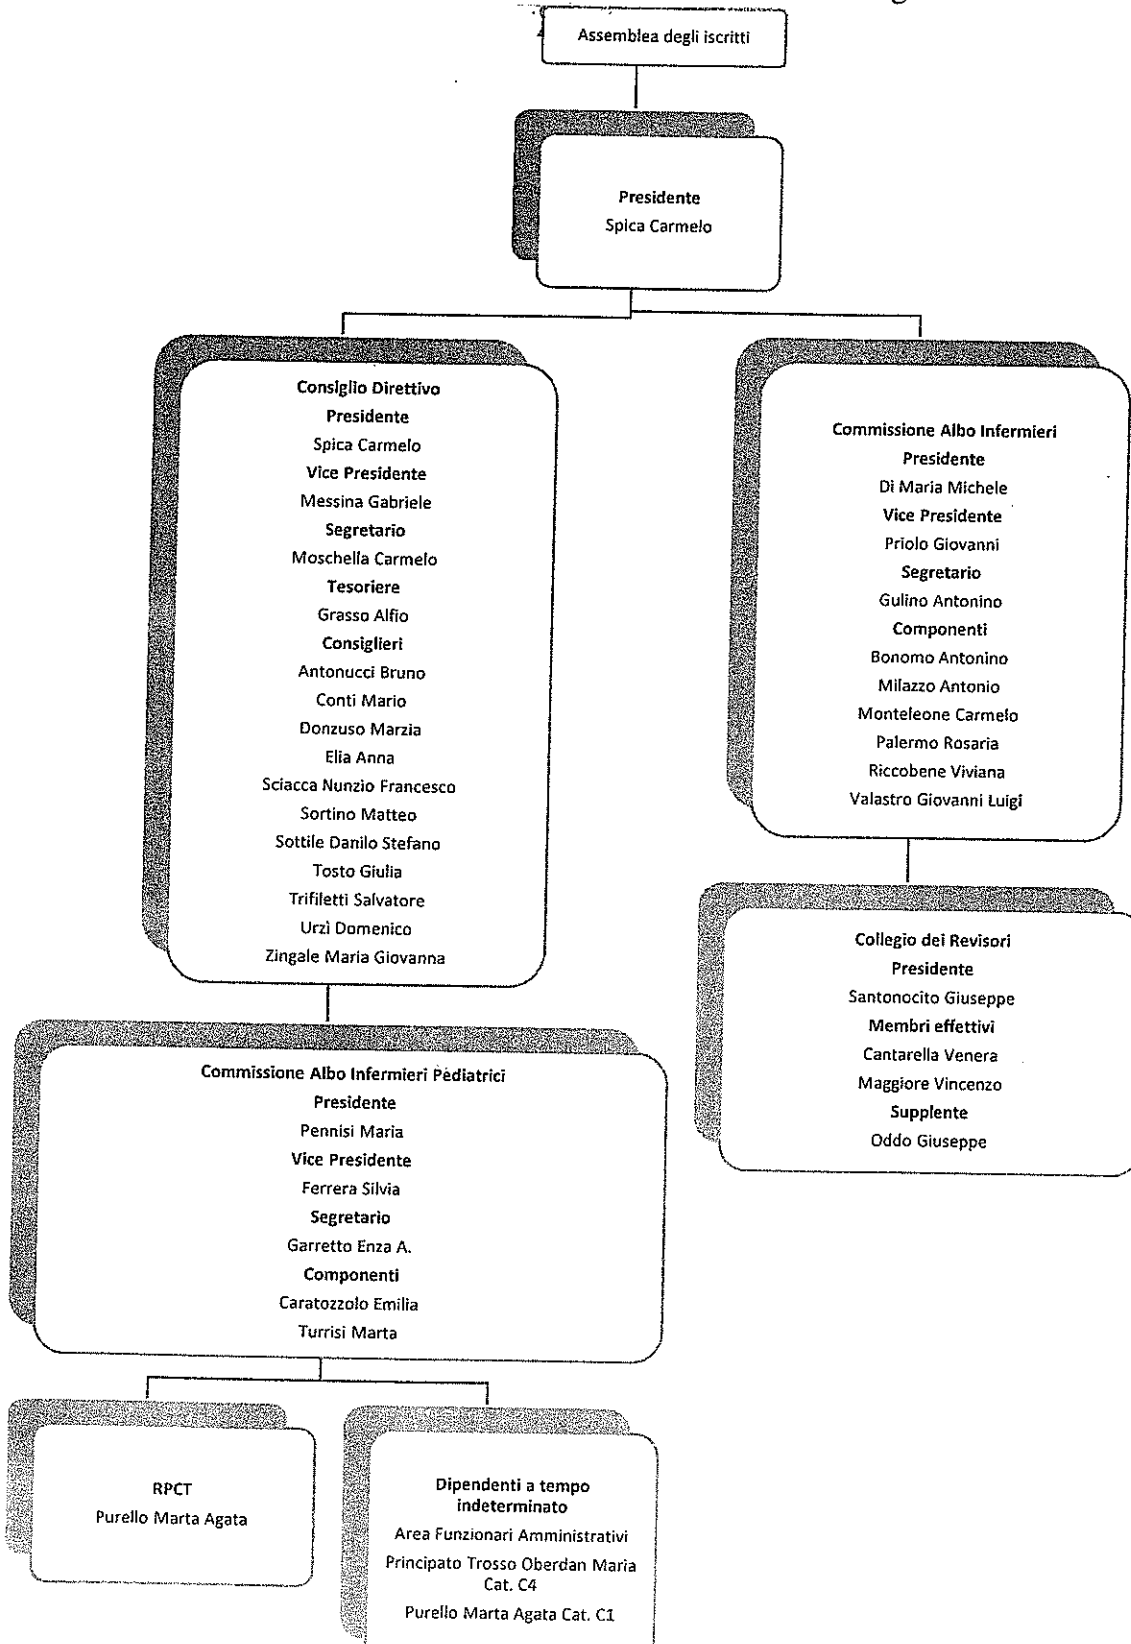 Assemblea degli iscritti
Presidente
Spica Carmelo
Consiglio Direttivo
Presidente
Spica Carmelo
Vice Presidente
Messina Gabriele
Segretario
Moschella Carmelo
Tesoriere
Grasso Alfio
Consiglieri
Antonucci Bruno
Conti Mario
Donzuso Marzia
Elia Anna
Sciacca Nunzio Francesco
Sortino Matteo
Sottile Danilo Stefano
Tosto Giulia
Trifiletti Salvatore
Urzì Domenico
Zingale Maria Giovanna
Commissione Albo Infermieri
Presidente
Di Maria Michele
Vice Presidente
Priolo Giovanni
Segretario
Gulino Antonino
Componenti
Bonomo Antonino
Milazzo Antonio
Monteleone Carmelo
Palermo Rosaria
Riccobene Viviana
Valastro Giovanni Luigi
Collegio dei Revisori
Presidente
Santonocito Giuseppe
Membri effettivi
Cantarella Venera
Maggiore Vincenzo
Supplente
Oddo Giuseppe
Commissione Albo Infermieri Pediatrici
Presidente
Pennisi Maria
Vice Presidente
Ferrera Silvia
Segretario
Garretto Enza A.
Componenti
Caratozzolo Emilia
Turrisi Marta
RPCT
Purello Marta Agata
Dipendenti a tempo
indeterminato
Area Funzionari Amministrativi
Principato Trosso Oberdan Maria
Cat. C4
Purello Marta Agata Cat. C1